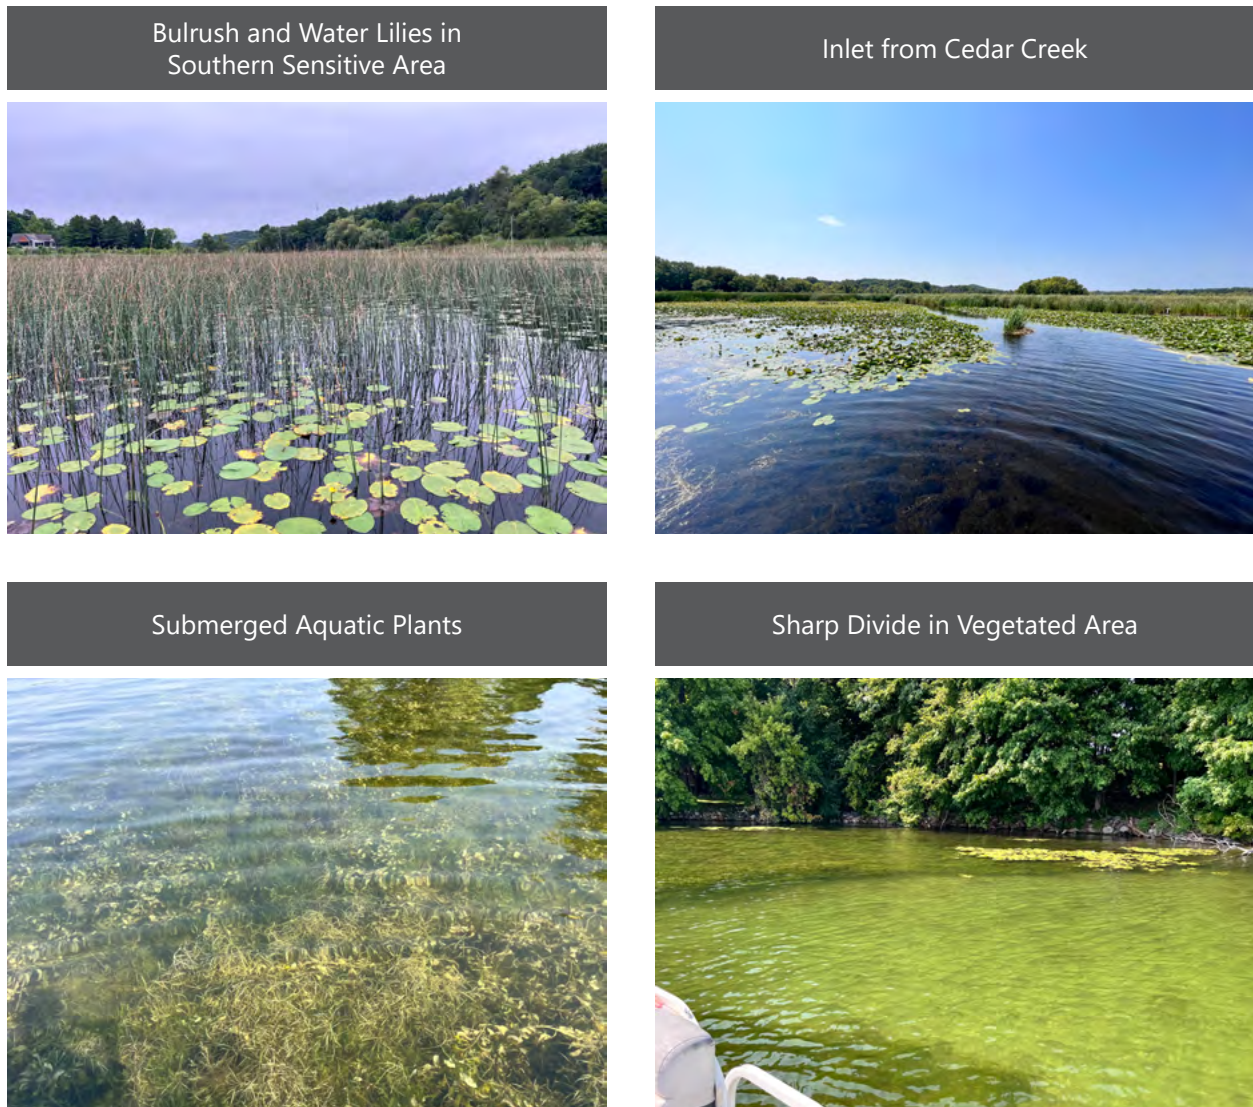 Bulrush and Water Lilies in
Southern Sensitive Area
Inlet from Cedar Creek
Submerged Aquatic Plants
Sharp Divide in Vegetated Area